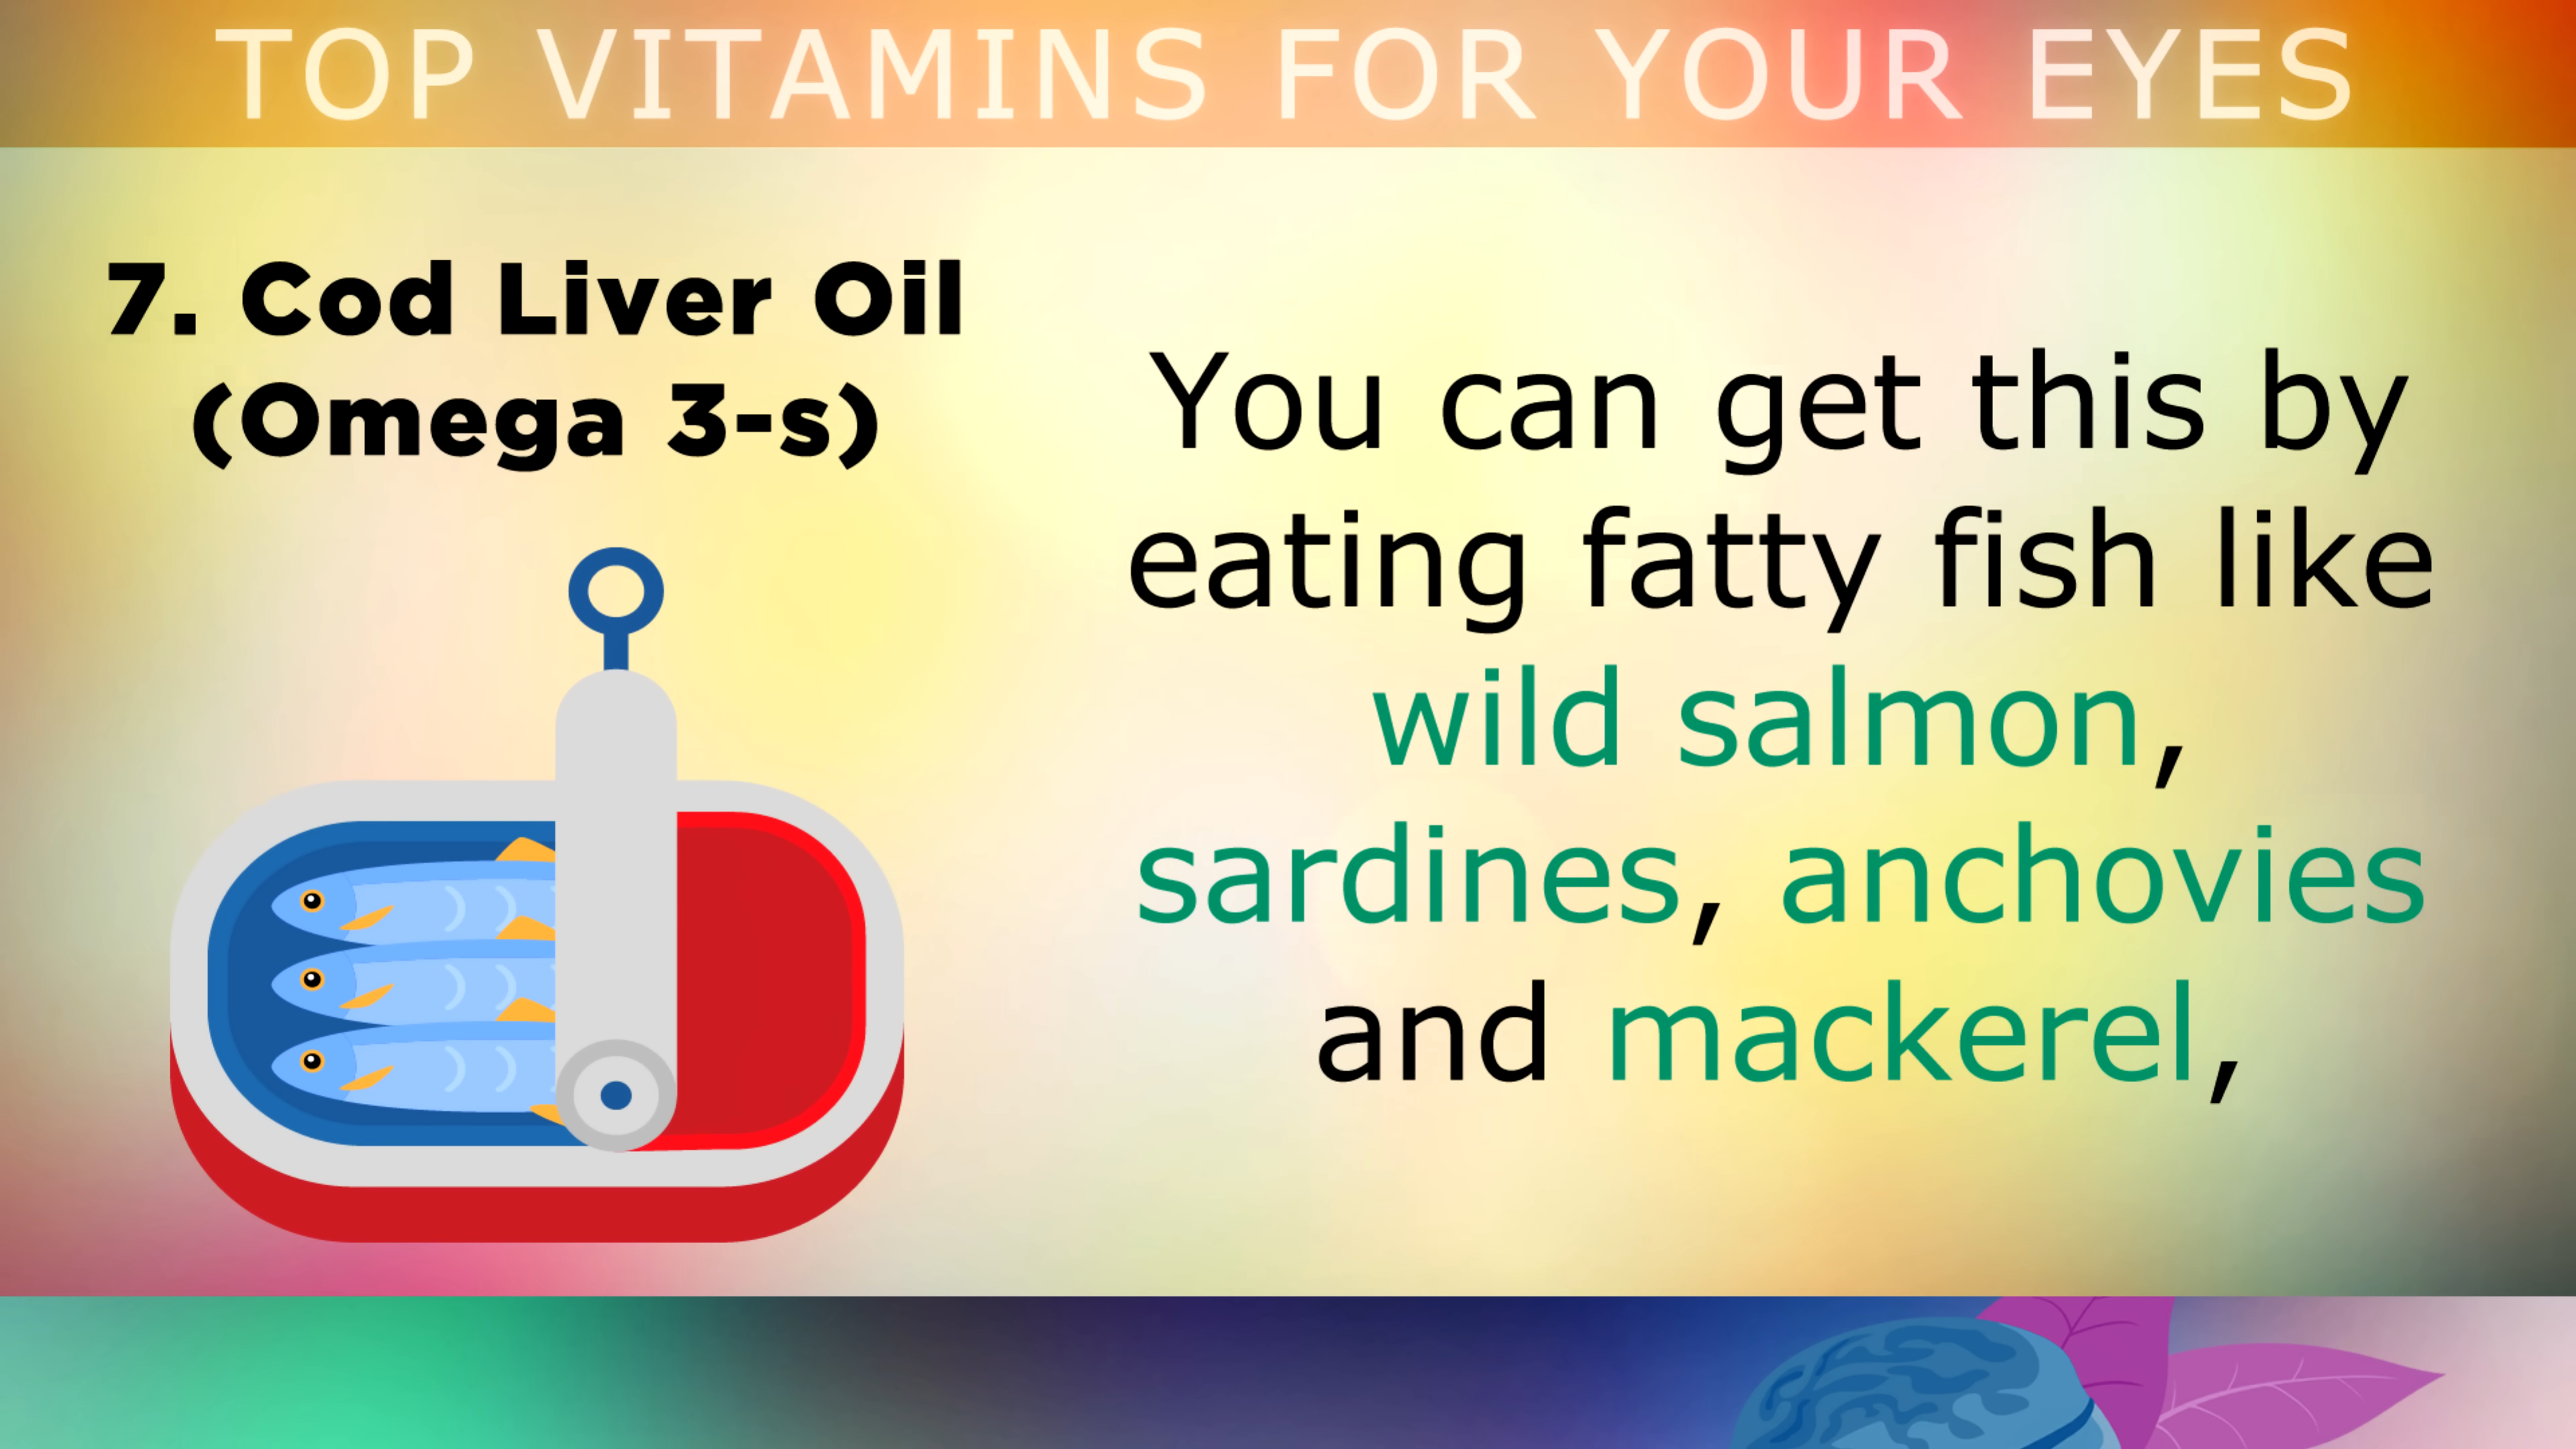 TOP VITAMINS FOR YOUR EYES
7. Cod Liver Oil
(Omega 3-s)
You can get this by
eating fatty fish like
wild salmon,
sardines, anchovies
and mackerel,